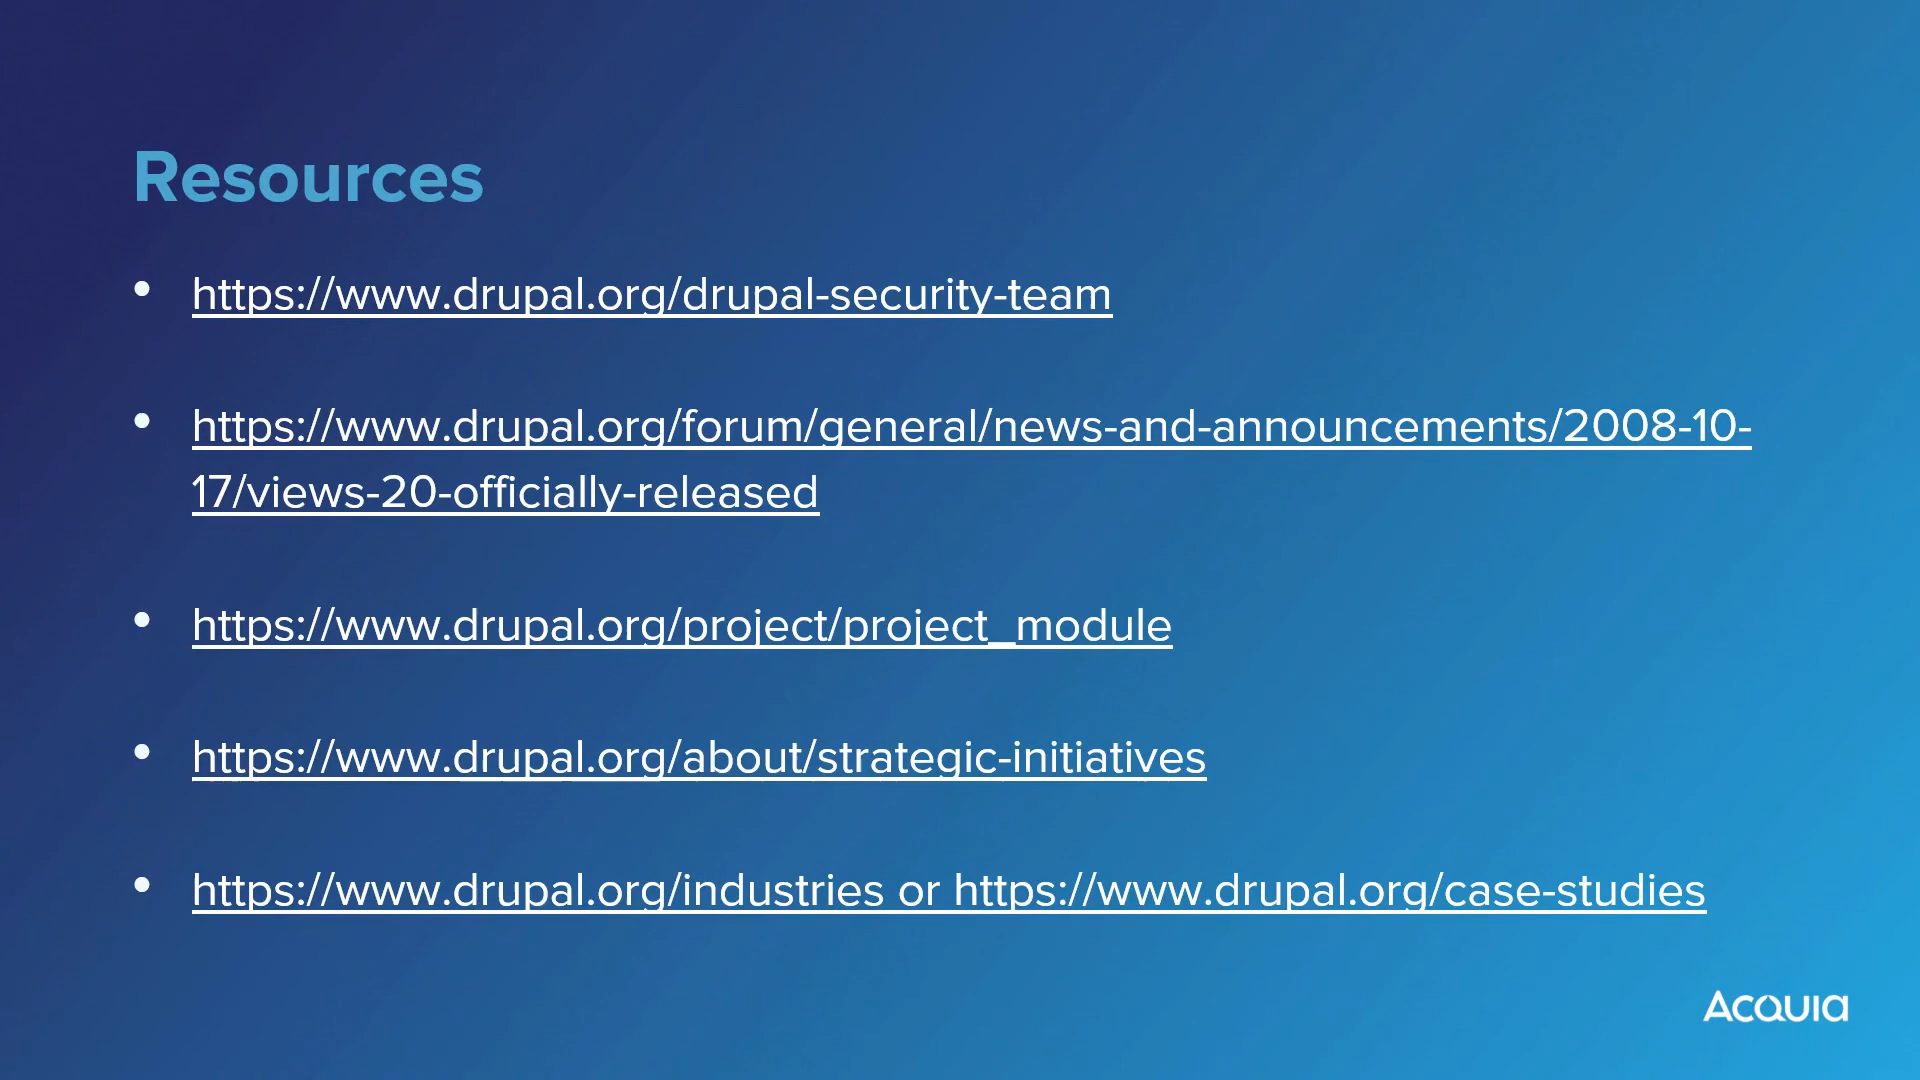 Resources
• https://www.drupal.org/drupal-security-team
• https://www.drupal.org/forum/general/news-and-announcements/2008-10-
17/views-20-officially-released
• https://www.drupal.org/project/project_module
• https://www.drupal.org/about/strategic-initiatives
• https://www.drupal.org/industries or https://www.drupal.org/case-studies
Acquia